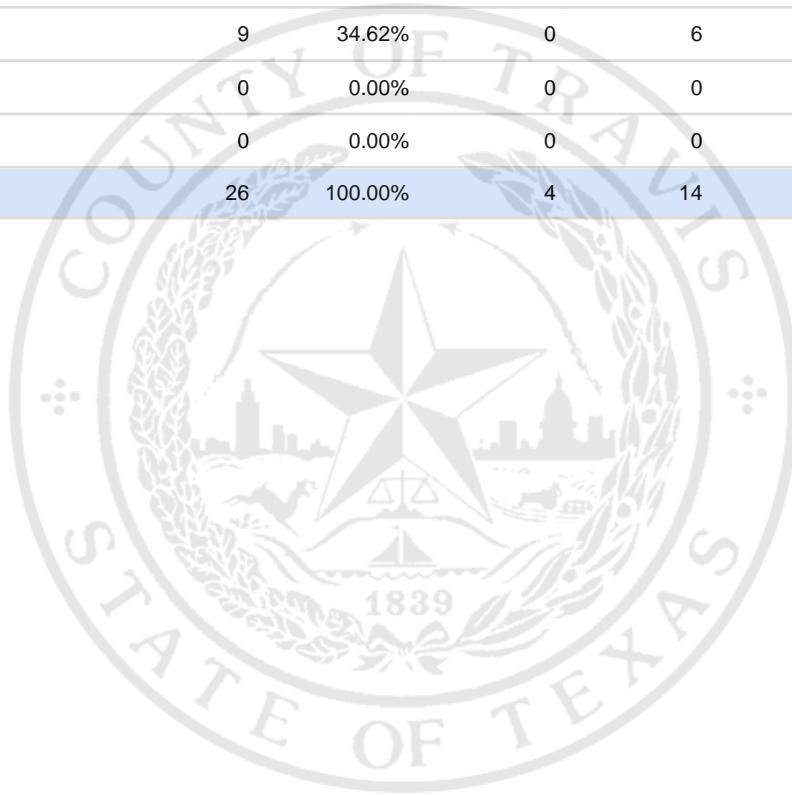 9 34.62% 0 6
0 0.00% 0 0
0 0.00% 0 0
26 100.00% 4 14
COUNTY OF TRAVIS
1839
STATE OF TEXAS